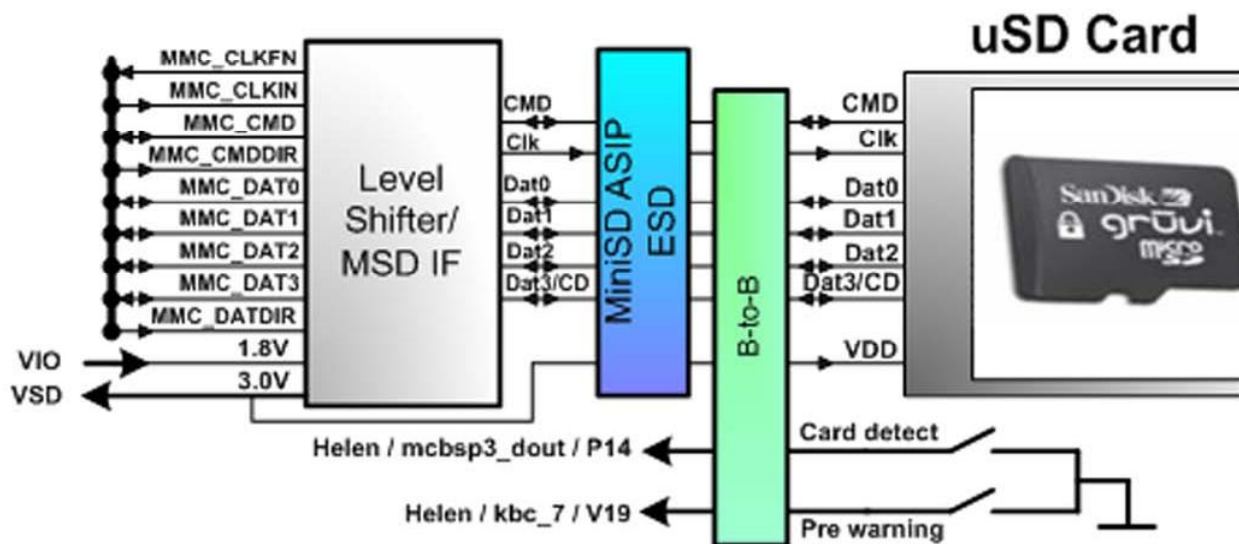 uSD Card
MMC_CLKFN
MMC_CLKIN
MMC_CMD
MMC_CMDDIR
MMC_DAT0
MMC_DAT1
MMC_DAT2
MMC_DAT3
MMC_DATDIR
VIO
1.8V
VSD
3.0V
Level
Shifter/
MSD IF
CMD
Clk
Dat0
Dat1
Dat2
Dat3/CD
MiniSD ASIP
ESD
B-to-B
CMD
Clk
Dat0
Dat1
Dat2
Dat3/CD
VDD
SanDisk
grüvi
micro
Helen / mcbsp3_dout / P14
Card detect
Helen / kbc_7 / V19
Pre warning